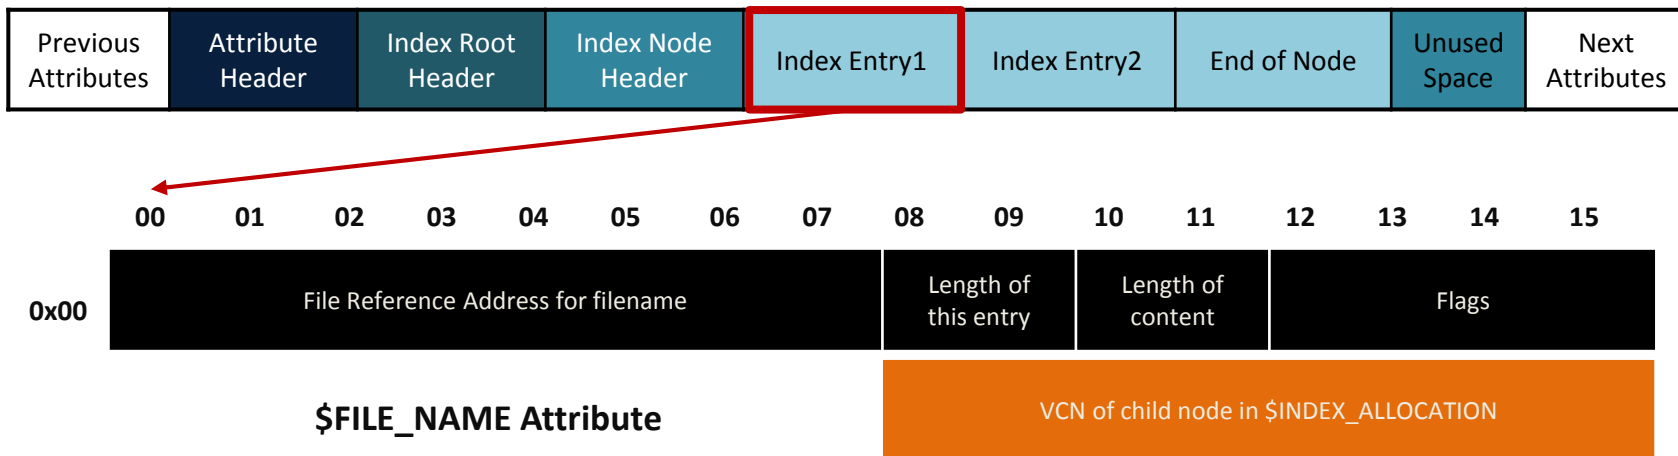 Previous Attributes
Attribute Header
Index Root Header
Index Node Header
Index Entry1
Index Entry2
End of Node
Unused Space
Next Attributes
00 01 02 03 04 05 06 07 08 09 10 11 12 13 14 15
0x00
File Reference Address for filename
Length of this entry
Length of content
Flags
$FILE_NAME Attribute
VCN of child node in $INDEX_ALLOCATION